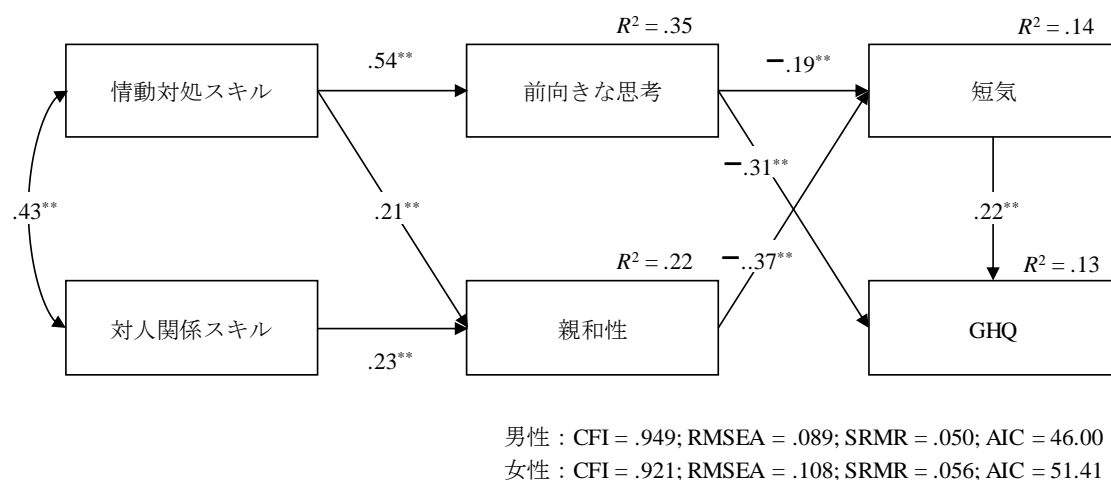 R² = .35
R² = .14
情動対処スキル
.54**
前向きな思考
−.19**
短気
−.31**
.43**
.21**
.22**
R² = .22
−..37**
R² = .13
対人関係スキル
.23**
親和性
GHQ
男性：CFI = .949; RMSEA = .089; SRMR = .050; AIC = 46.00
女性：CFI = .921; RMSEA = .108; SRMR = .056; AIC = 51.41